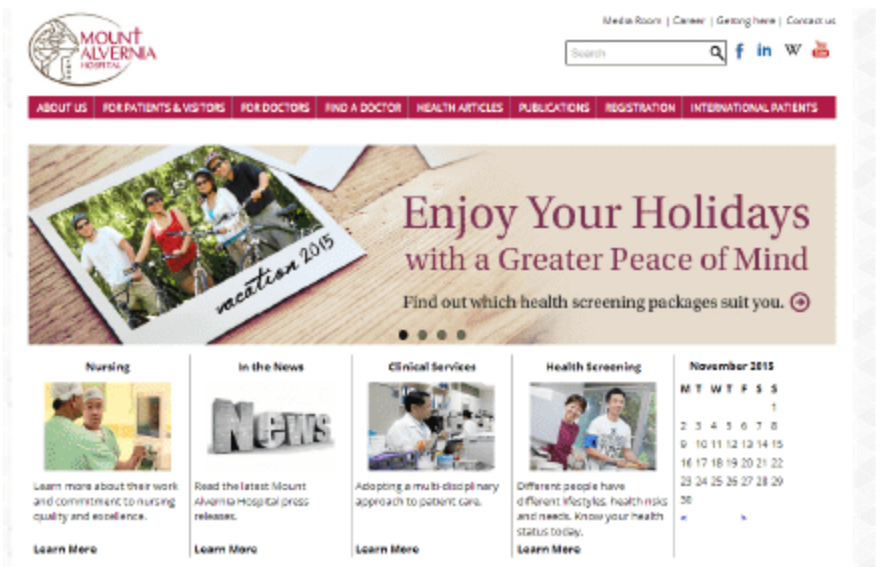 Media Room | Career | Getting here | Contact us
MOUNT
ALVERNIA
HOSPITAL
Search
f in W You Tube
ABOUT US FOR PATIENTS & VISITORS FOR DOCTORS FIND A DOCTOR HEALTH ARTICLES PUBLICATIONS REGISTRATION INTERNATIONAL PATIENTS
vacation 2015
Enjoy Your Holidays
with a Greater Peace of Mind
Find out which health screening packages suit you.
Nursing
Learn more about their work
and commitment to nursing
quality and excellence.
Learn More
In the News
News
Read the latest Mount
Alvernia Hospital press
releases.
Learn More
Clinical Services
Adopting a multi-disciplinary
approach to patient care.
Learn More
Health Screening
Different people have
different lifestyles, health risks
and needs. Know your health
status today.
Learn More
November 2015
M T W T F S S
1
2 3 4 5 6 7 8
9 10 11 12 13 14 15
16 17 18 19 20 21 22
23 24 25 26 27 28 29
30
« »